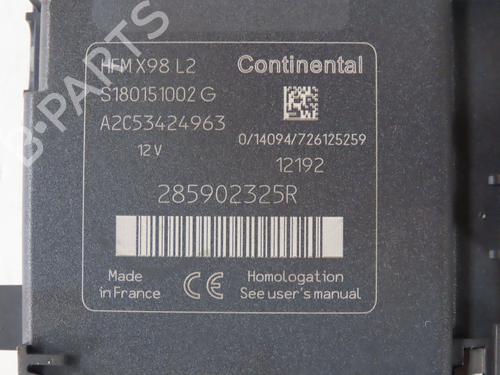 HFM X98 L2
Continental
S180151002 G
A2C53424963
0/14094/726125259
12 V
12192
285902325R
Made
in France
CE
Homologation
See user's manual
B-PARTS